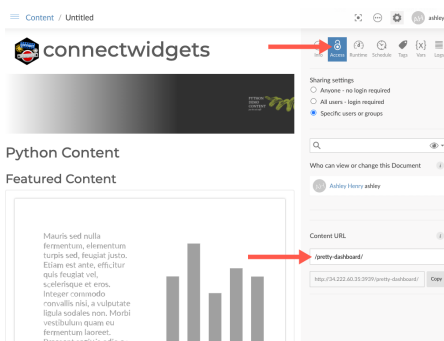 Content / Untitled
ashley
connectwidgets
Info Access Runtime Schedule Tags Vars Logs
Sharing settings
Anyone - no login required
All users - login required
Specific users or groups
PYTHON
CONTENT
Python Content
Featured Content
Who can view or change this Document
Ashley Henry ashley
Mauris sed nulla
fermentum, elementum
turpis sed, feugiat justo.
Etiam est ante, efficitur
quis feugiat vel,
scelerisque et eros.
Integer commodo
convallis nisi, a vulputate
ligula sodales non. Morbi
vestibulum quam eu
fermentum laoreet.
Content URL
/pretty-dashboard/
http://34.222.60.33:3939/pretty-dashboard/ Copy